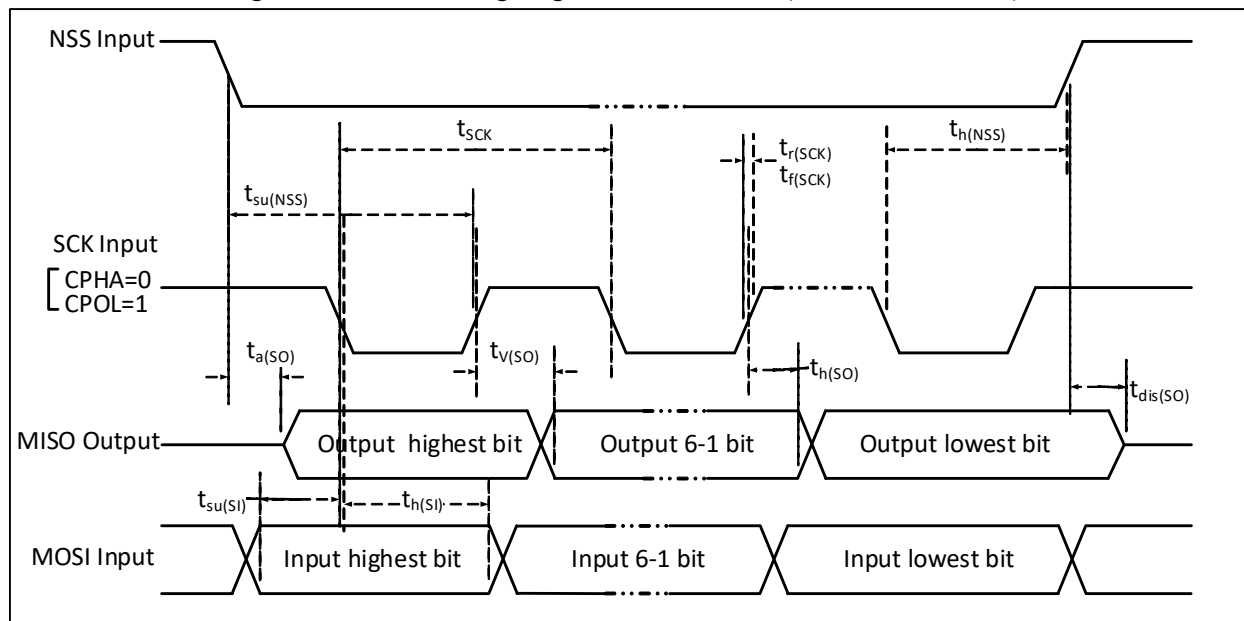 NSS Input
tSCK
th(NSS)
tr(SCK)
tf(SCK)
tsu(NSS)
SCK Input
CPHA=0
CPOL=1
ta(SO)
tV(SO)
th(SO)
tdis(SO)
MISO Output
Output highest bit
Output 6-1 bit
Output lowest bit
tsu(SI)
th(SI)
MOSI Input
Input highest bit
Input 6-1 bit
Input lowest bit